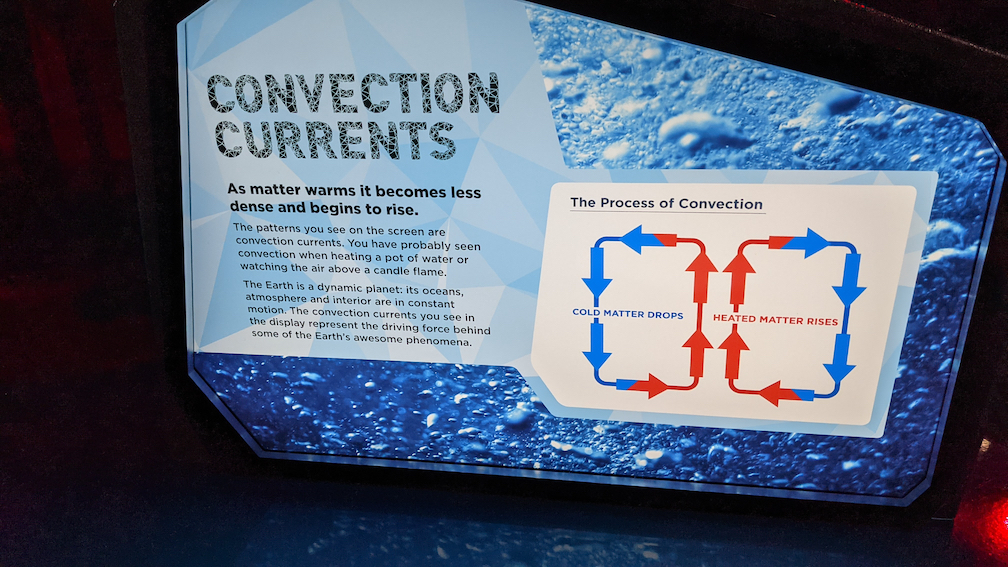 CONVECTION
CURRENTS
As matter warms it becomes less
dense and begins to rise.
The patterns you see on the screen are
convection currents. You have probably seen
convection when heating a pot of water or
watching the air above a candle flame.
The Earth is a dynamic planet: its oceans,
atmosphere and interior are in constant
motion. The convection currents you see in
the display represent the driving force behind
some of the Earth's awesome phenomena.
The Process of Convection
COLD MATTER DROPS
HEATED MATTER RISES